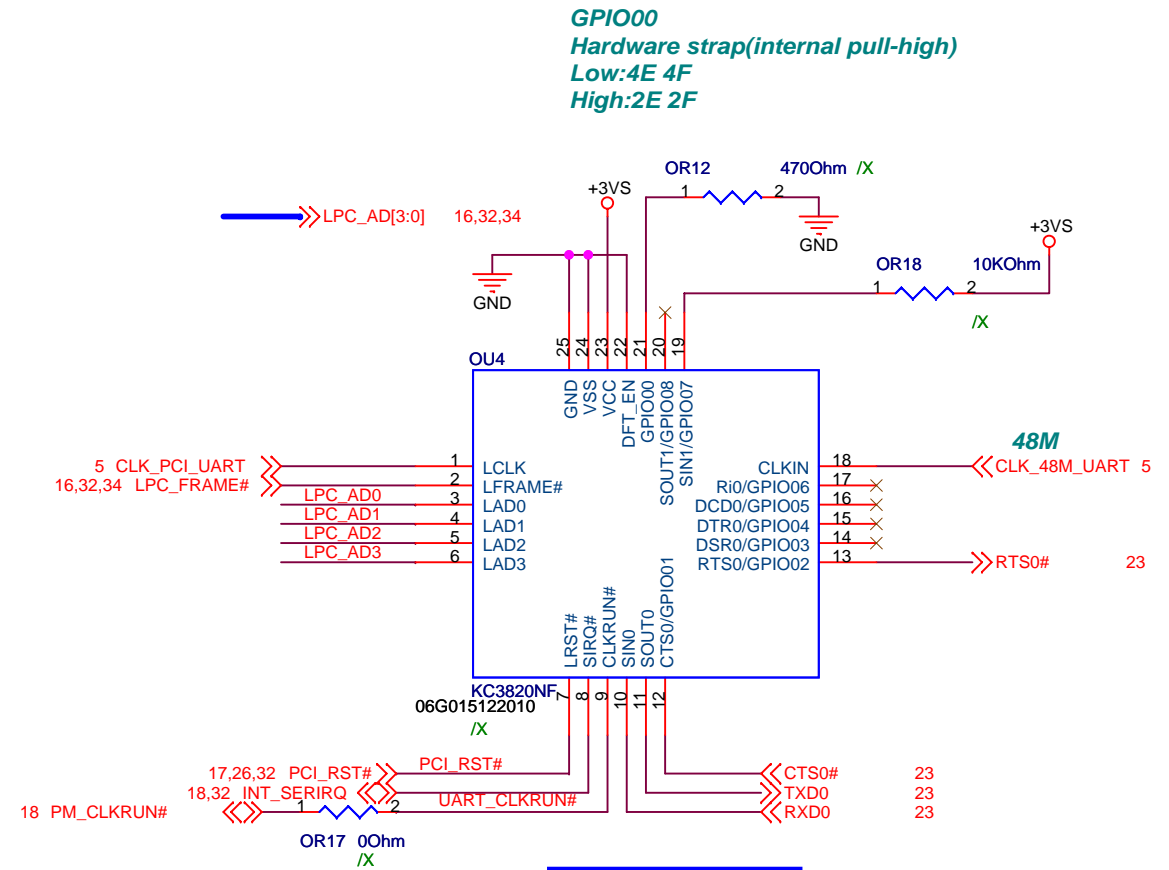 GPIO00
Hardware strap(internal pull-high)
Low:4E 4F
High:2E 2F
OR12 470Ohm /X
1 2
+3VS
LPC_AD[3:0] 16,32,34
GND
+3VS
OR18 10KOhm
1 2
GND
/X
25 24 23 22 21 20 19
OU4
GND VSS VCC DFT_EN GPIO00 SOUT1/GPIO08 SIN1/GPIO07
48M
5 CLK_PCI_UART 1 LCLK
CLKIN 18 CLK_48M_UART 5
16,32,34 LPC_FRAME# 2 LFRAME#
Ri0/GPIO06 17
LPC_AD0 3 LAD0
DCD0/GPIO05 16
LPC_AD1 4 LAD1
DTR0/GPIO04 15
LPC_AD2 5 LAD2
DSR0/GPIO03 14
LPC_AD3 6 LAD3
RTS0/GPIO02 13 RTS0# 23
LRST# SIRQ# CLKRUN# SIN0 SOUT0 CTS0/GPIO01
KC3820NF
7 8 9 10 11 12
06G015122010
/X
17,26,32 PCI_RST# PCI_RST#
CTS0# 23
18,32 INT_SERIRQ
UART_CLKRUN#
TXD0 23
18 PM_CLKRUN# 1 2
RXD0 23
OR17 0Ohm
/X